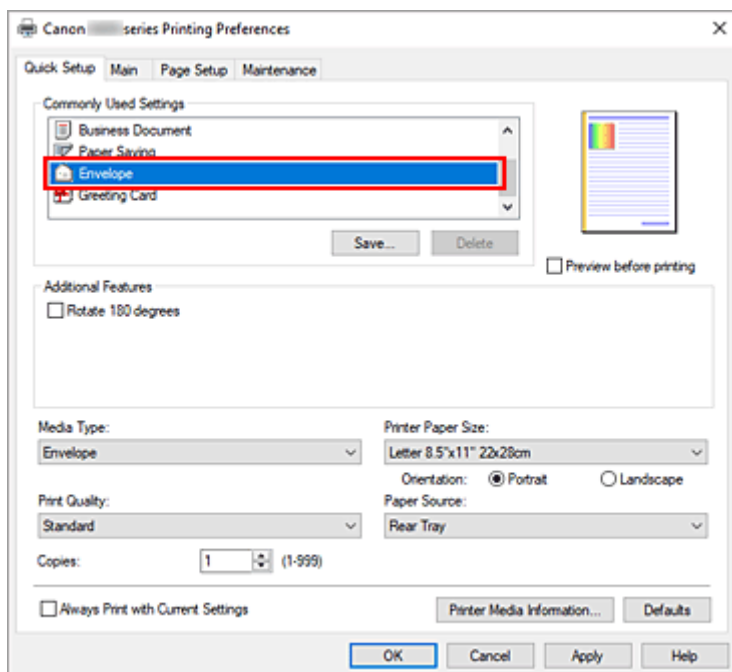 Canon series Printing Preferences
Quick Setup Main Page Setup Maintenance
Commonly Used Settings
Business Document
Paper Saving
Envelope
Greeting Card
Save... Delete
Preview before printing
Additional Features
Rotate 180 degrees
Media Type: Printer Paper Size:
Envelope Letter 8.5"x11" 22x28cm
Orientation: Portrait Landscape
Print Quality: Paper Source:
Standard Rear Tray
Copies: 1 (1-999)
Always Print with Current Settings Printer Media Information... Defaults
OK Cancel Apply Help